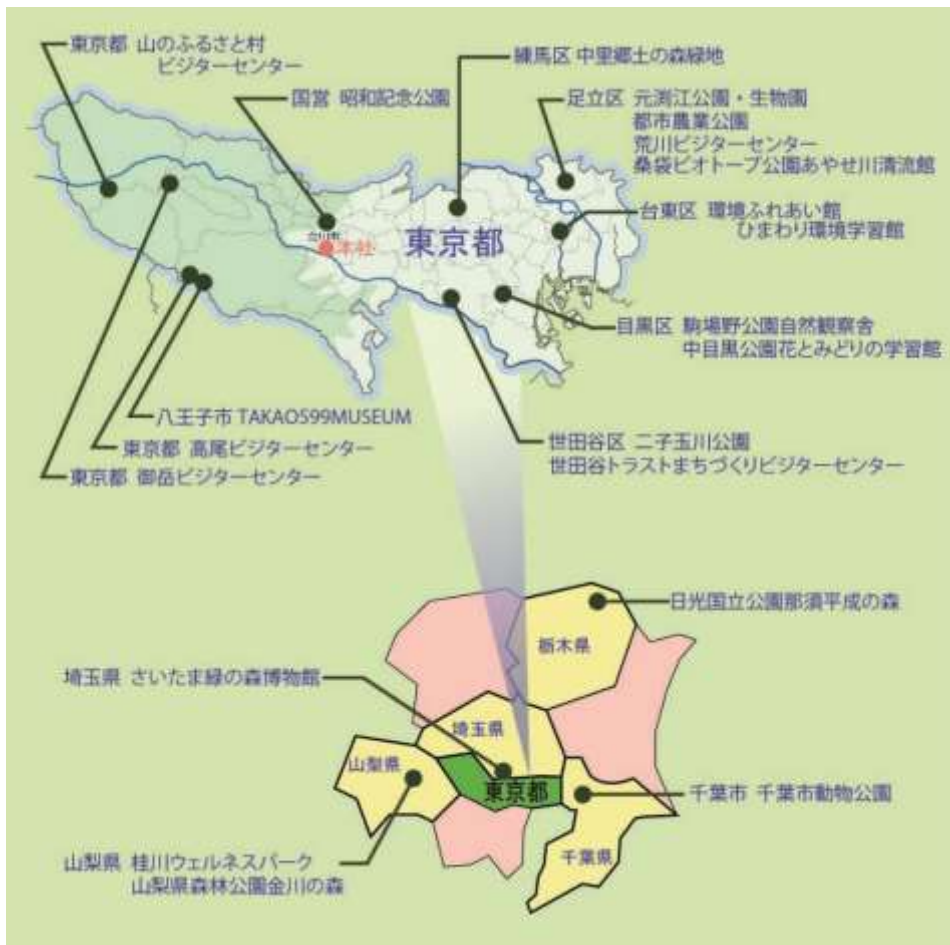 東京都 山のふるさと村
ビジターセンター
国営 昭和記念公園
練馬区 中里郷土の森緑地
足立区 元渕江公園・生物園
都市農業公園
荒川ビジターセンター
桑袋ビオトープ公園あやせ川清流館
台東区 環境ふれあい館
ひまわり環境学習館
本社
東京都
目黒区 駒場野公園自然観察舎
中目黒公園花とみどりの学習館
八王子市 TAKAO599MUSEUM
東京都 高尾ビジターセンター
東京都 御岳ビジターセンター
世田谷区 二子玉川公園
世田谷トラストまちづくりビジターセンター
日光国立公園那須平成の森
栃木県
埼玉県 さいたま緑の森博物館
埼玉県
山梨県
東京都
千葉市 千葉市動物公園
千葉県
山梨県 桂川ウェルネスパーク
山梨県森林公園金川の森